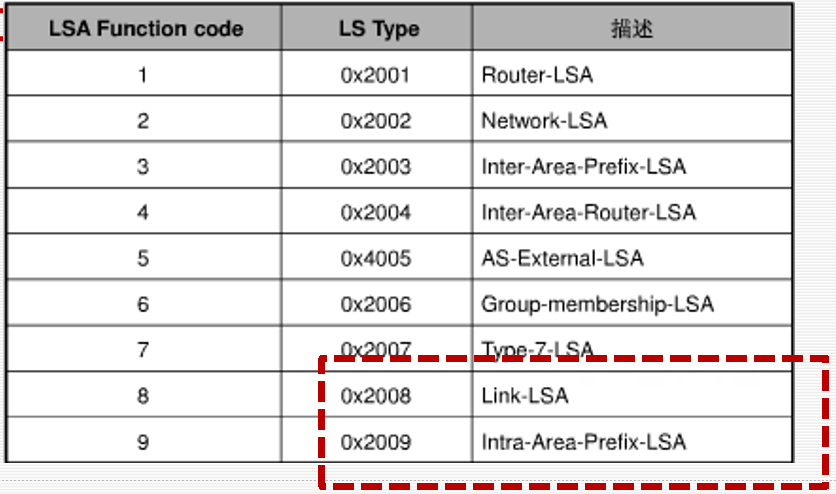 LSA Function code LS Type 描述
1 0x2001 Router-LSA
2 0x2002 Network-LSA
3 0x2003 Inter-Area-Prefix-LSA
4 0x2004 Inter-Area-Router-LSA
5 0x4005 AS-External-LSA
6 0x2006 Group-membership-LSA
7 0x2007 Type-7-LSA
8 0x2008 Link-LSA
9 0x2009 Intra-Area-Prefix-LSA